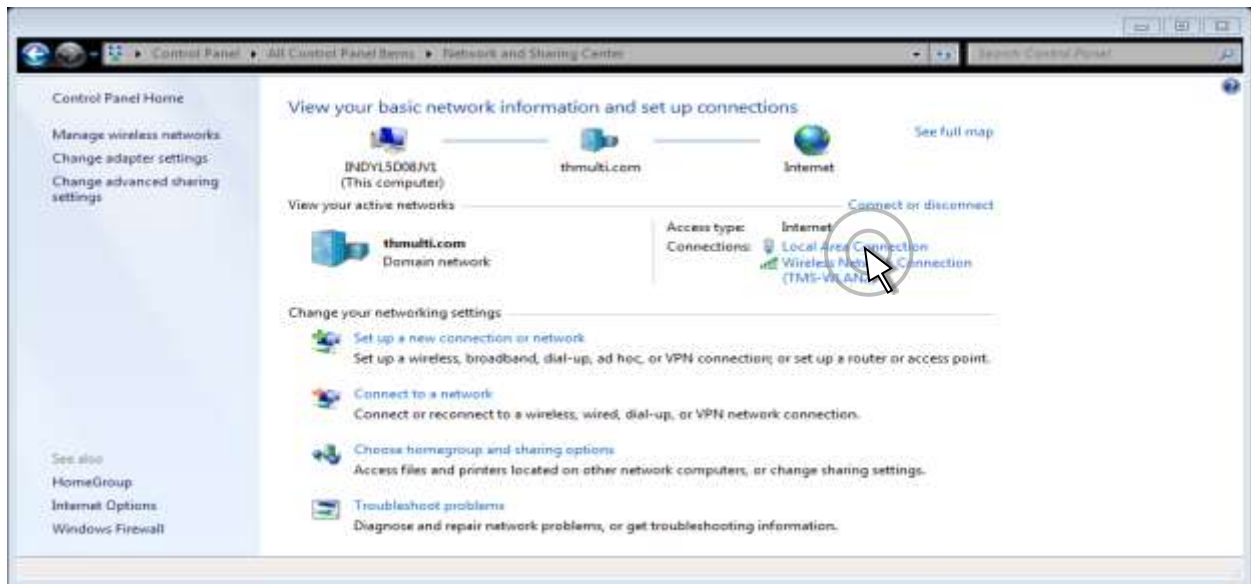 Control Panel ▸ All Control Panel Items ▸ Network and Sharing Center
Search Control Panel
Control Panel Home
Manage wireless networks
Change adapter settings
Change advanced sharing
settings
See also
HomeGroup
Internet Options
Windows Firewall
View your basic network information and set up connections
See full map
(This computer)
thmulti.com
Internet
View your active networks
Connect or disconnect
thmulti.com
Domain network
Access type: Internet
Connections: Local Area Connection
Wireless Network Connection
Change your networking settings
Set up a new connection or network
Set up a wireless, broadband, dial-up, ad hoc, or VPN connection; or set up a router or access point.
Connect to a network
Connect or reconnect to a wireless, wired, dial-up, or VPN network connection.
Choose homegroup and sharing options
Access files and printers located on other network computers, or change sharing settings.
Troubleshoot problems
Diagnose and repair network problems, or get troubleshooting information.